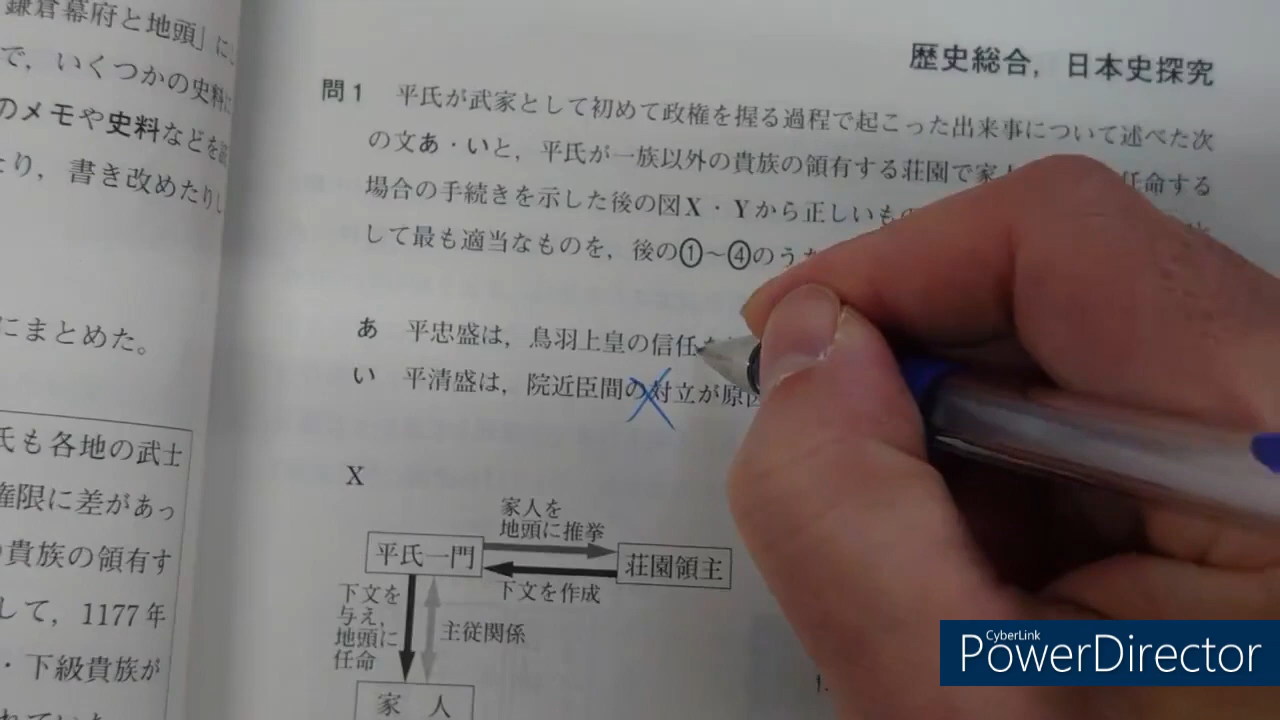 鎌倉幕府と地頭」に
で，いくつかの史料に
のメモや史料などを
たり，書き改めたりし
にまとめた。
氏も各地の武士
権限に差があっ
の貴族の領有す
して，1177年
・下級貴族が
歴史総合，日本史探究
問1 平氏が武家として初めて政権を握る過程で起こった出来事について述べた次
の文あ・いと，平氏が一族以外の貴族の領有する荘園で家人 任命する
場合の手続きを示した後の図X・Yから正しいもの
して最も適当なものを，後の①～④のうち
あ 平忠盛は，鳥羽上皇の信任
い 平清盛は，院近臣間の対立が原因
X
家人を
地頭に推挙
平氏一門
荘園領主
下文を作成
下文を
与え，
地頭に
任命
主従関係
家人
CyberLink
PowerDirector